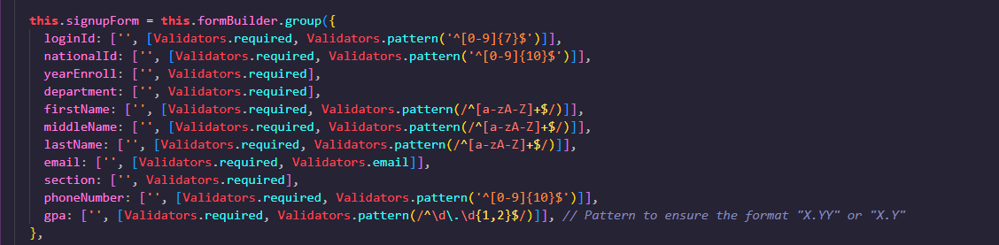 this.signupForm = this.formBuilder.group({
loginId: ['', [Validators.required, Validators.pattern('^[0-9]{7}$')]],
nationalId: ['', [Validators.required, Validators.pattern('^[0-9]{10}$')]],
yearEnroll: ['', Validators.required],
department: ['', Validators.required],
firstName: ['', [Validators.required, Validators.pattern(/^[a-zA-Z]+$/)]],
middleName: ['', [Validators.required, Validators.pattern(/^[a-zA-Z]+$/)]],
lastName: ['', [Validators.required, Validators.pattern(/^[a-zA-Z]+$/)]],
email: ['', [Validators.required, Validators.email]],
section: ['', Validators.required],
phoneNumber: ['', [Validators.required, Validators.pattern('^[0-9]{10}$')]],
gpa: ['', [Validators.required, Validators.pattern(/^\d\.\d{1,2}$/)]], // Pattern to ensure the format "X.YY" or "X.Y"
},